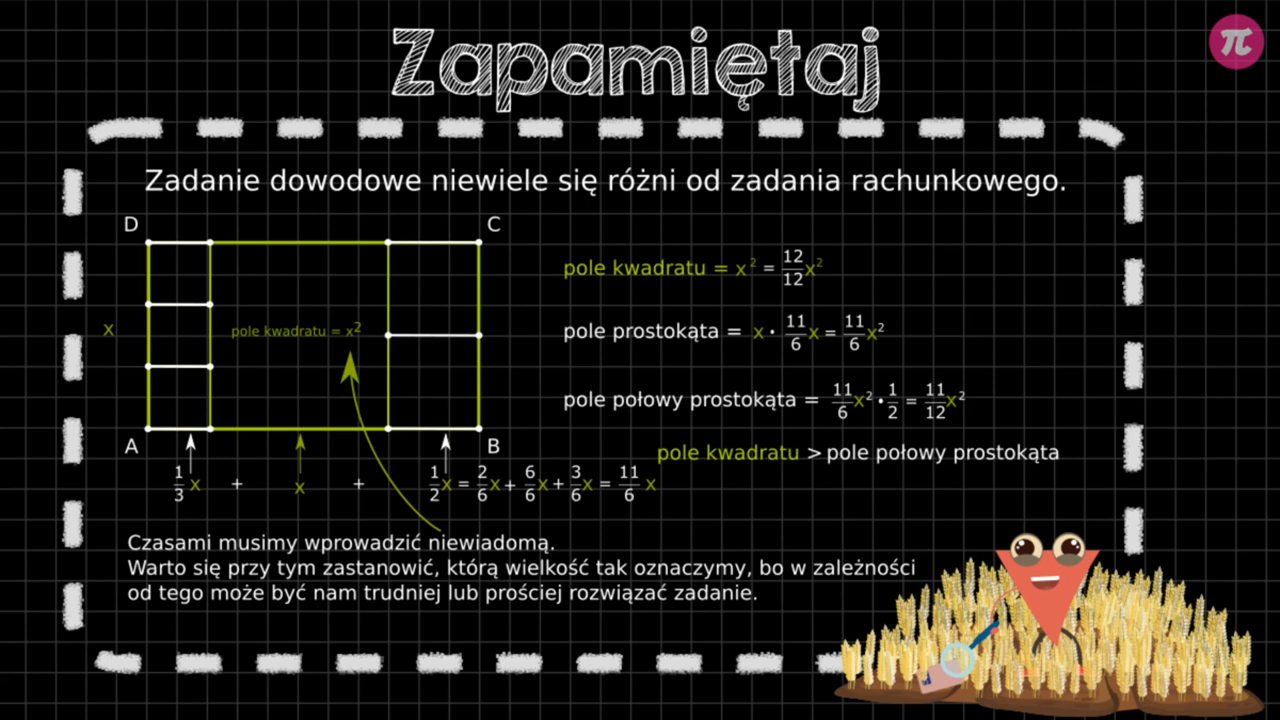 Zapamiętaj
π
Zadanie dowodowe niewiele się różni od zadania rachunkowego.
D C
pole kwadratu = x² = 12/12 x²
x pole kwadratu = x² pole prostokąta = x · 11/6 x = 11/6 x²
pole połowy prostokąta = 11/6 x² · 1/2 = 11/12 x²
A B
pole kwadratu > pole połowy prostokąta
1/3 x + x + 1/2 x = 2/6 x + 6/6 x + 3/6 x = 11/6 x
Czasami musimy wprowadzić niewiadomą.
Warto się przy tym zastanowić, którą wielkość tak oznaczymy, bo w zależności
od tego może być nam trudniej lub prościej rozwiązać zadanie.